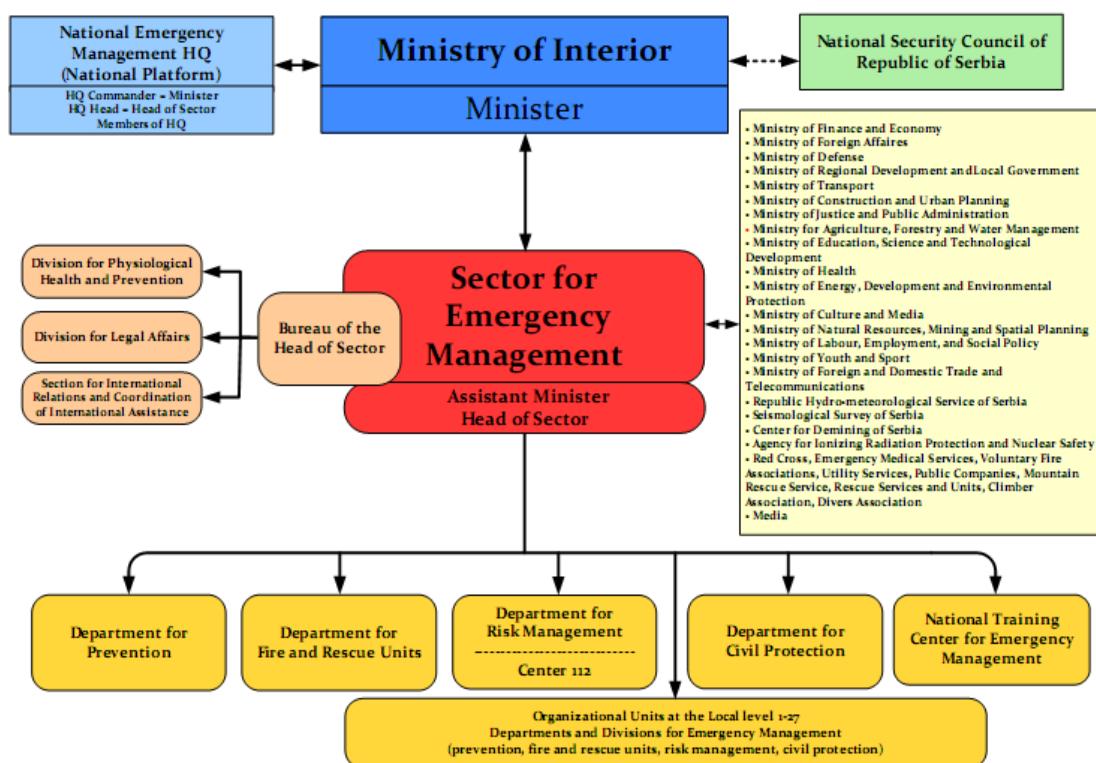 National Emergency
Management HQ
(National Platform)
HQ Commander – Minister
HQ Head – Head of Sector
Members of HQ
Ministry of Interior
Minister
National Security Council of
Republic of Serbia
▪ Ministry of Finance and Economy
▪ Ministry of Foreign Affaires
▪ Ministry of Defense
▪ Ministry of Regional Development andLocal Government
▪ Ministry of Transport
▪ Ministry of Construction and Urban Planning
▪ Ministry of Justice and Public Administration
▪ Ministry for Agriculture, Forestry and Water Management
▪ Ministry of Education, Science and Technological
Development
▪ Ministry of Health
▪ Ministry of Energy, Development and Environmental
Protection
▪ Ministry of Culture and Media
▪ Ministry of Natural Resources, Mining and Spatial Planning
▪ Ministry of Labour, Employment, and Social Policy
▪ Ministry of Youth and Sport
▪ Ministry of Foreign and Domestic Trade and
Telecommunications
▪ Republic Hydro-meteorological Service of Serbia
▪ Seismological Survey of Serbia
▪ Center for Demining of Serbia
▪ Agency for Ionizing Radiation Protection and Nuclear Safety
▪ Red Cross, Emergency Medical Services, Voluntary Fire
Associations, Utility Services, Public Companies, Mountain
Rescue Service, Rescue Services and Units, Climber
Association, Divers Association
▪ Media
Division for Physiological
Health and Prevention
Division for Legal Affairs
Section for International
Relations and Coordination
of International Assistance
Bureau of the
Head of Sector
Sector for
Emergency
Management
Assistant Minister
Head of Sector
Department for
Prevention
Department for
Fire and Rescue Units
Department for
Risk Management
Center 112
Department for
Civil Protection
National Training
Center for Emergency
Management
Organizational Units at the Local level 1-27
Departments and Divisions for Emergency Management
(prevention, fire and rescue units, risk management, civil protection)